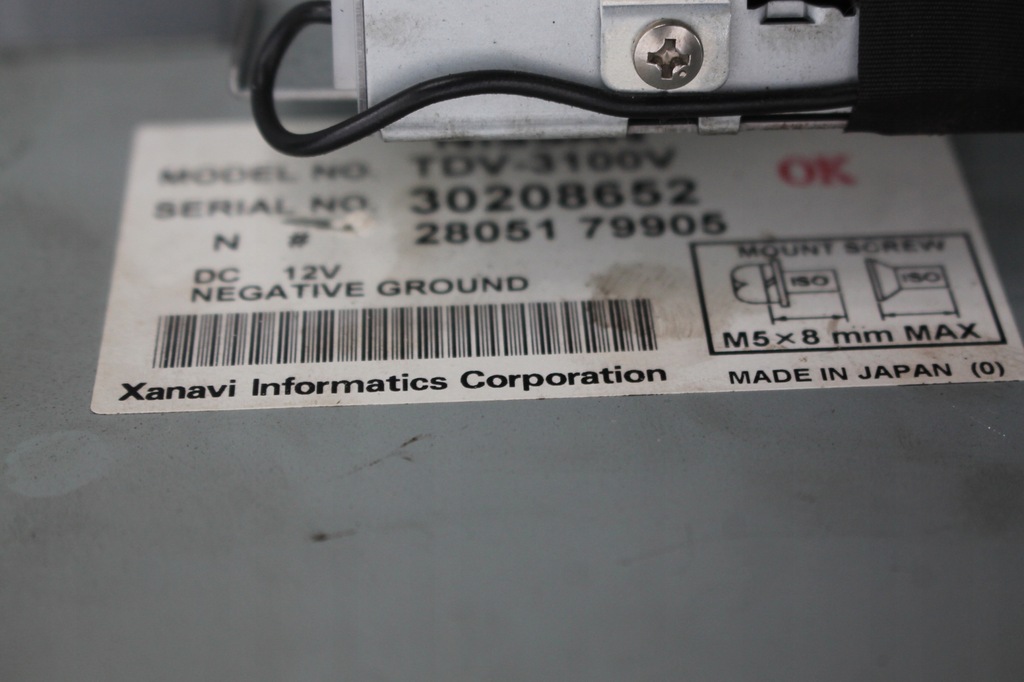 MODEL NO. TDV-3100V
OK
SERIAL NO. 30208652
N # 28051 79905
DC 12V
NEGATIVE GROUND
MOUNT SCREW
ISO ISO
M5×8 mm MAX
Xanavi Informatics Corporation
MADE IN JAPAN (0)